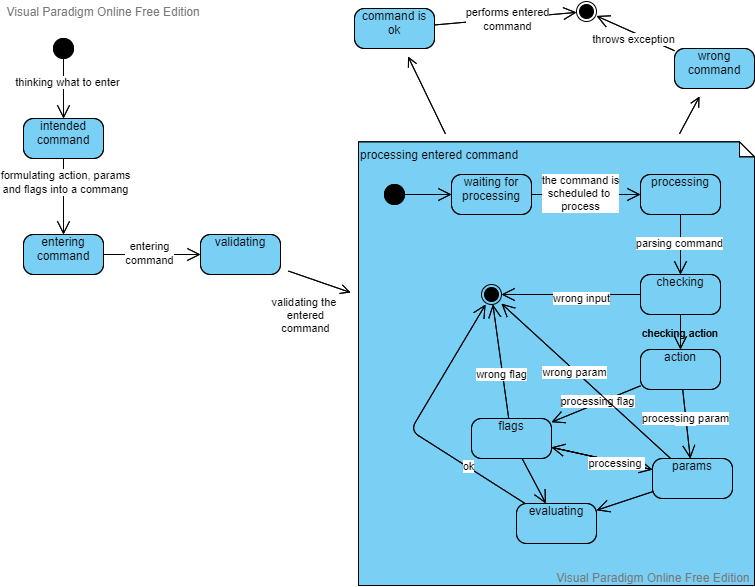 Visual Paradigm Online Free Edition
command is
ok
performs entered
command
throws exception
wrong
command
thinking what to enter
intended
command
formulating action, params
and flags into a commang
entering
command
entering
command
validating
validating the
entered
command
processing entered command
waiting for
processing
the command is
scheduled to
process
processing
parsing command
checking
wrong input
checking action
action
wrong flag
wrong param
processing flag
processing param
flags
processing
params
ok
evaluating
Visual Paradigm Online Free Edition